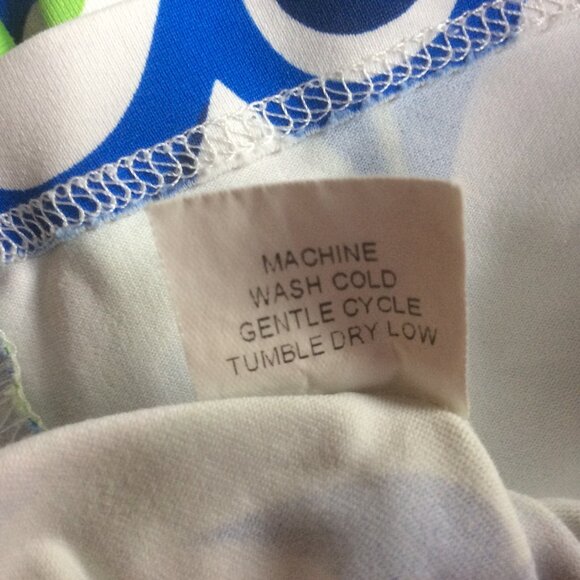 MACHINE
WASH COLD
GENTLE CYCLE
TUMBLE DRY LOW